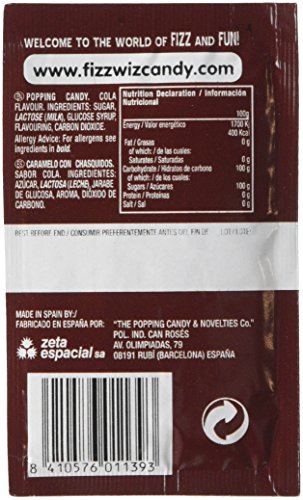 WELCOME TO THE WORLD OF FIZZ AND FUN!
www.fizzwizcandy.com
POPPING CANDY. COLA
FLAVOUR. INGREDIENTS: SUGAR,
LACTOSE (MILK), GLUCOSE SYRUP,
FLAVOURING, CARBON DIOXIDE.
Allergy Advice: For allergens see
ingredients in bold.
CARAMELO CON CHASQUIDOS.
SABOR COLA. INGREDIENTES:
AZÚCAR, LACTOSA (LECHE), JARABE
DE GLUCOSA, AROMA, DIÓXIDO DE
CARBONO.
Nutrition Declaration / Información
Nutricional
100g
Energy / Valor energético 1700 Kj
400 Kcal
Fat / Grasas 0 g
of which: / de las cuales:
Saturates / Saturadas 0 g
Carbohydrate / Hidratos de carbono 100 g
of which: / de los cuales:
Sugars / Azúcares 100 g
Protein / Proteínas 0 g
Salt / Sal 0 g
BEST BEFORE END / CONSUMIR PREFERENTEMENTE ANTES DEL FIN DE LOT/LOTE:
MADE IN SPAIN BY:/
FABRICADO EN ESPAÑA POR:
"THE POPPING CANDY & NOVELTIES Co."
POL. IND. CAN ROSÉS
AV. OLIMPIADAS, 79
08191 RUBÍ (BARCELONA) ESPAÑA
zeta
espacial sa
8 410576 011393